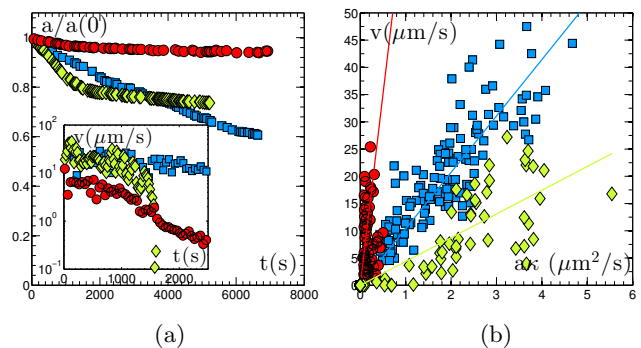 a/a(0)
1
0.8
0.6
0.4
0.2
0
0 2000 4000 6000 8000
t(s)
v(μm/s)
10²
10¹
10⁰
10⁻¹
0 1000 2000
t(s)
(a)
v(μm/s)
50
45
40
35
30
25
20
15
10
5
0
0 1 2 3 4 5 6
aκ (μm²/s)
(b)